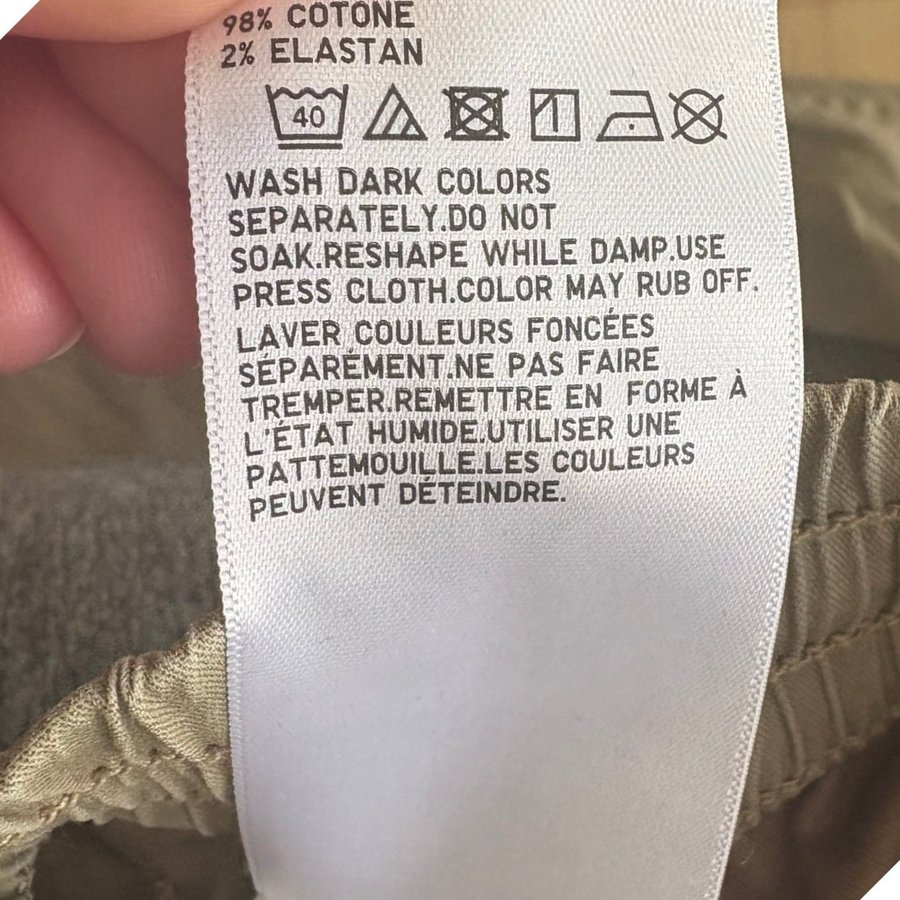 98% COTONE
2% ELASTAN
40
WASH DARK COLORS
SEPARATELY.DO NOT
SOAK.RESHAPE WHILE DAMP.USE
PRESS CLOTH.COLOR MAY RUB OFF.
LAVER COULEURS FONCÉES
SÉPARÉMENT.NE PAS FAIRE
TREMPER.REMETTRE EN FORME À
L'ÉTAT HUMIDE.UTILISER UNE
PATTEMOUILLE.LES COULEURS
PEUVENT DÉTEINDRE.